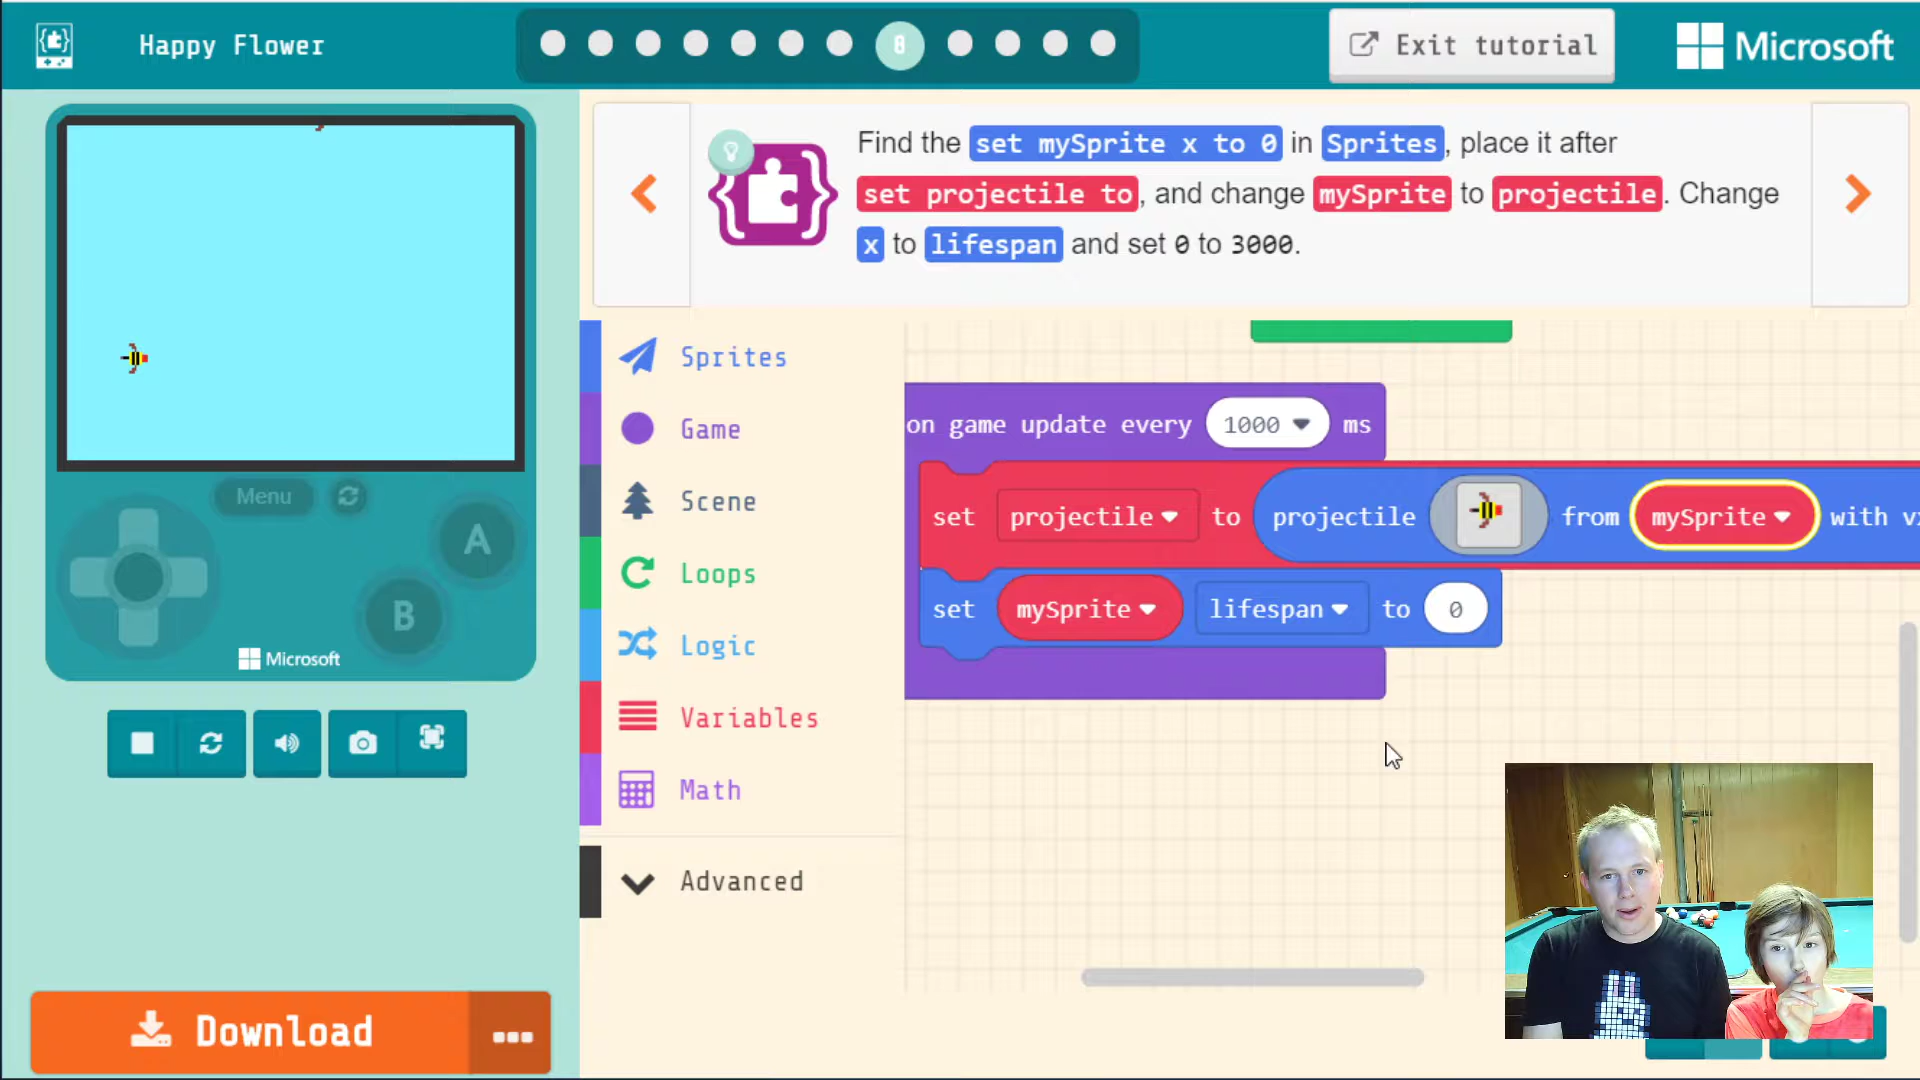 Happy Flower
8
Exit tutorial
Microsoft
Find the set mySprite x to 0 in Sprites, place it after
set projectile to, and change mySprite to projectile. Change
x to lifespan and set 0 to 3000.
Menu
A
B
Microsoft
Download
Sprites
Game
Scene
Loops
Logic
Variables
Math
Advanced
on game update every 1000 ms
set projectile to projectile from mySprite with v
set mySprite lifespan to 0